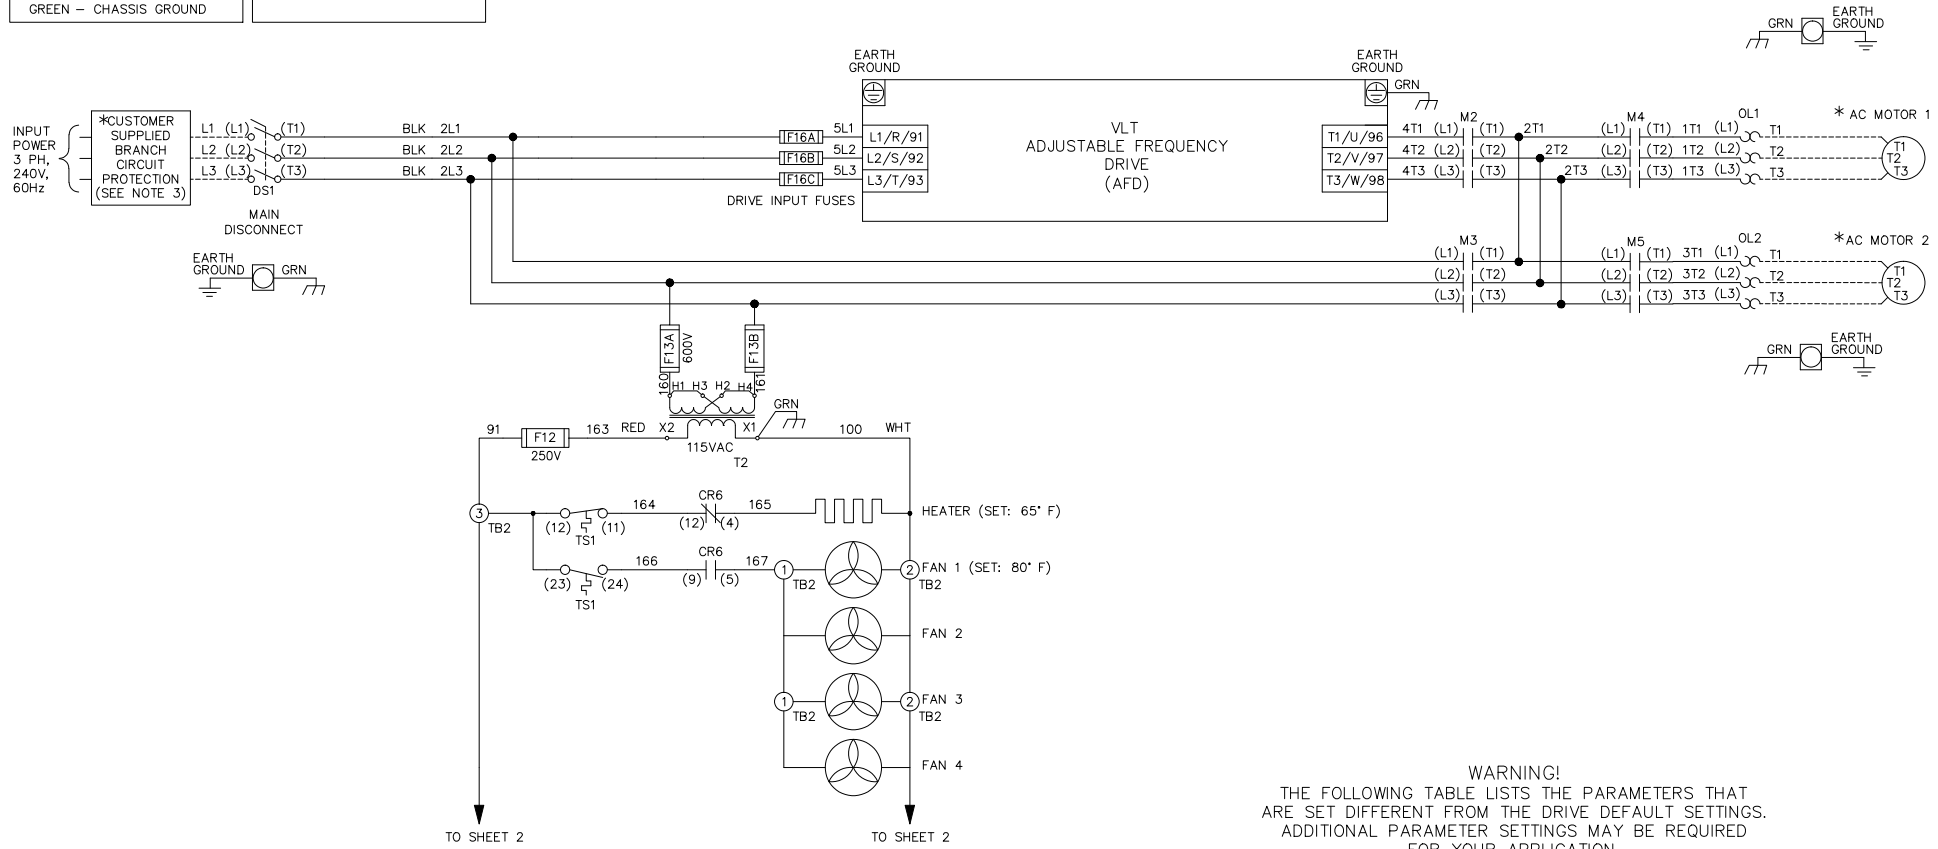 GREEN – CHASSIS GROUND
EARTH
GROUND
GRN
EARTH
GROUND
EARTH
GROUND
GRN
INPUT
POWER
3 PH,
240V,
60Hz
*CUSTOMER
SUPPLIED
BRANCH
CIRCUIT
PROTECTION
(SEE NOTE 3)
L1 (L1) (T1) BLK 2L1 F16A 5L1 L1/R/91
L2 (L2) (T2) BLK 2L2 F16B 5L2 L2/S/92
L3 (L3) (T3) BLK 2L3 F16C 5L3 L3/T/93
DS1
MAIN
DISCONNECT
DRIVE INPUT FUSES
VLT
ADJUSTABLE FREQUENCY
DRIVE
(AFD)
M2 M4 OL1 * AC MOTOR 1
T1/U/96 4T1 (L1) (T1) 2T1 (L1) (T1) 1T1 (L1) T1
T2/V/97 4T2 (L2) (T2) 2T2 (L2) (T2) 1T2 (L2) T2
T3/W/98 4T3 (L3) (T3) 2T3 (L3) (T3) 1T3 (L3) T3
T1
T2
T3
EARTH
GROUND
GRN
M3 M5 OL2 *AC MOTOR 2
(L1) (T1) (L1) (T1) 3T1 (L1) T1
(L2) (T2) (L2) (T2) 3T2 (L2) T2
(L3) (T3) (L3) (T3) 3T3 (L3) T3
T1
T2
T3
GRN
EARTH
GROUND
F13A
600V
F13B
160
161
H1 H3 H2 H4
GRN
91 F12 163 RED X2 X1 100 WHT
250V
115VAC
T2
3
TB2
(12) (11)
TS1
164
CR6
(12) (4)
165
HEATER (SET: 65° F)
(23) (24)
TS1
166
CR6
(9) (5)
167
1
TB2
2
TB2
FAN 1 (SET: 80° F)
FAN 2
1
TB2
2
TB2
FAN 3
FAN 4
TO SHEET 2
TO SHEET 2
WARNING!
THE FOLLOWING TABLE LISTS THE PARAMETERS THAT
ARE SET DIFFERENT FROM THE DRIVE DEFAULT SETTINGS.
ADDITIONAL PARAMETER SETTINGS MAY BE REQUIRED
FOR YOUR APPLICATION